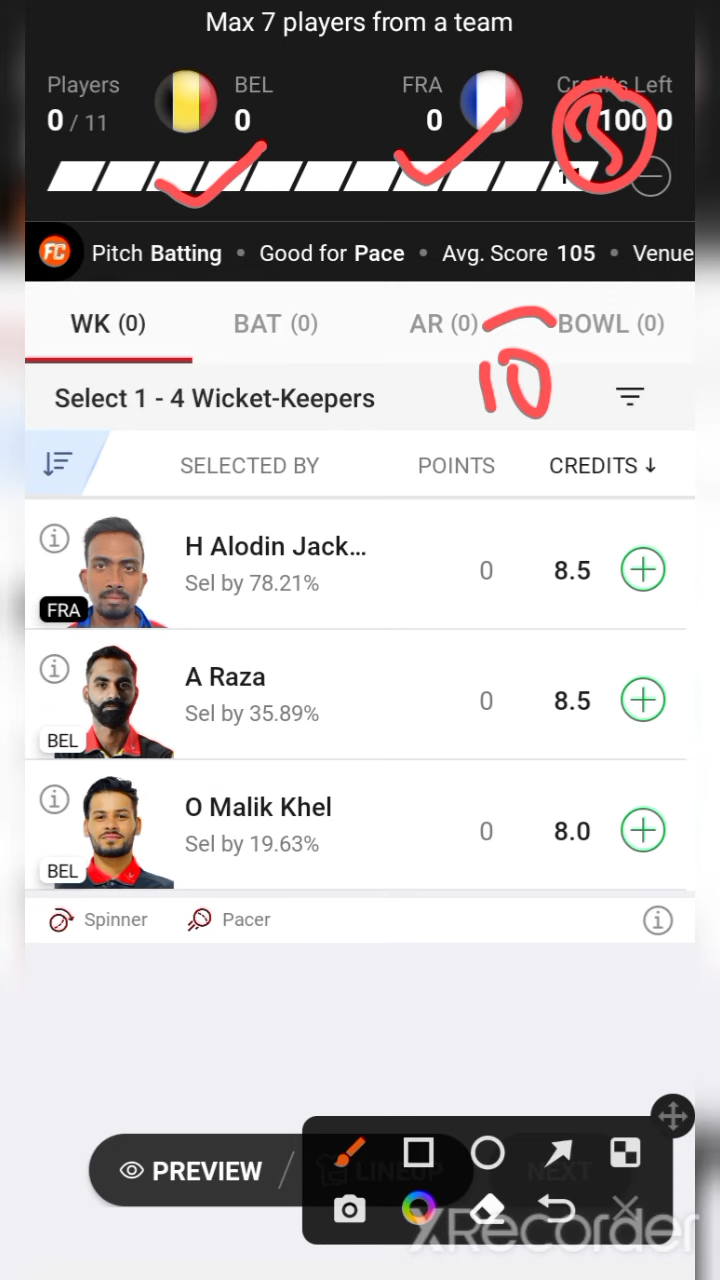 Max 7 players from a team
Players BEL FRA Credits Left
0 / 11 0 0 100.0
11
FC Pitch Batting • Good for Pace • Avg. Score 105 • Venue
WK (0) BAT (0) AR (0) BOWL (0)
10
Select 1 - 4 Wicket-Keepers
SELECTED BY POINTS CREDITS ↓
H Alodin Jack...
Sel by 78.21% 0 8.5
FRA
A Raza
Sel by 35.89% 0 8.5
BEL
O Malik Khel
Sel by 19.63% 0 8.0
BEL
Spinner Pacer
PREVIEW LINEUP NEXT
XRecorder